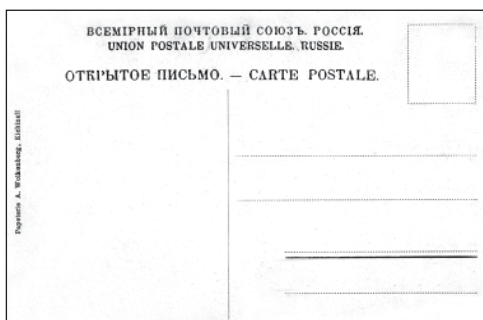 ВСЕМІРНЫЙ ПОЧТОВЫЙ СОЮЗЪ. РОССІЯ.
UNION POSTALE UNIVERSELLE. RUSSIE.
ОТКРЫТОЕ ПИСЬМО. — CARTE POSTALE.
Papeterie A. Wolkenberg, Kichineff